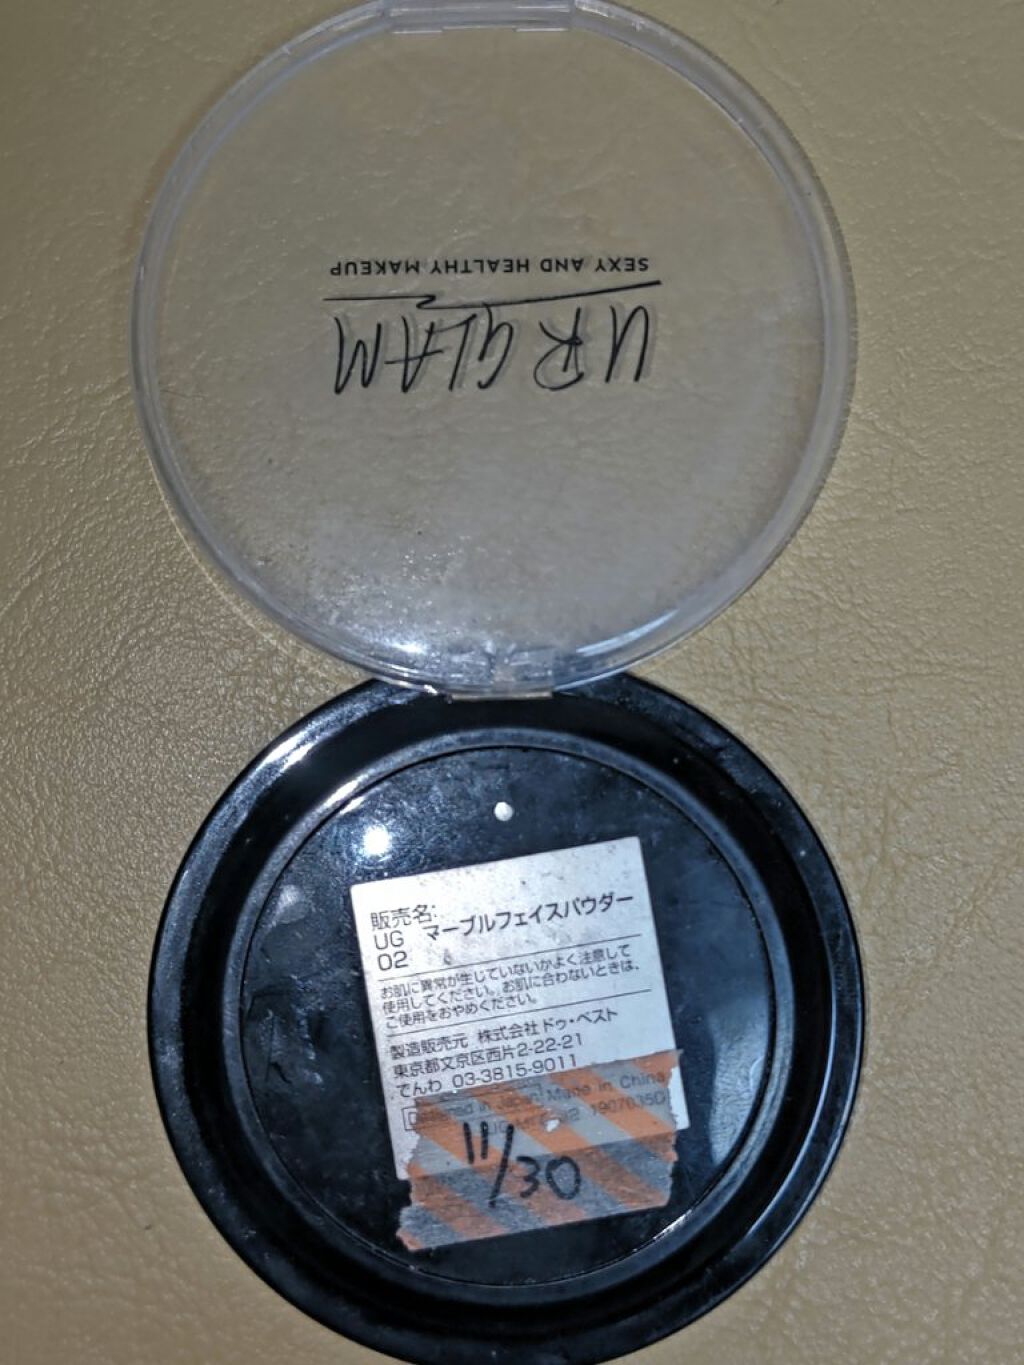 UR GLAM
SEXY AND HEALTHY MAKEUP
販売名:
UG マーブルフェイスパウダー
02
お肌に異常が生じていないかよく注意して
使用してください。お肌に合わないときは、
ご使用をおやめください。
製造販売元 株式会社ドゥ・ベスト
東京都文京区西片2-22-21
でんわ 03-3815-9011
Designed in Japan Made in China
1907035D
11/30